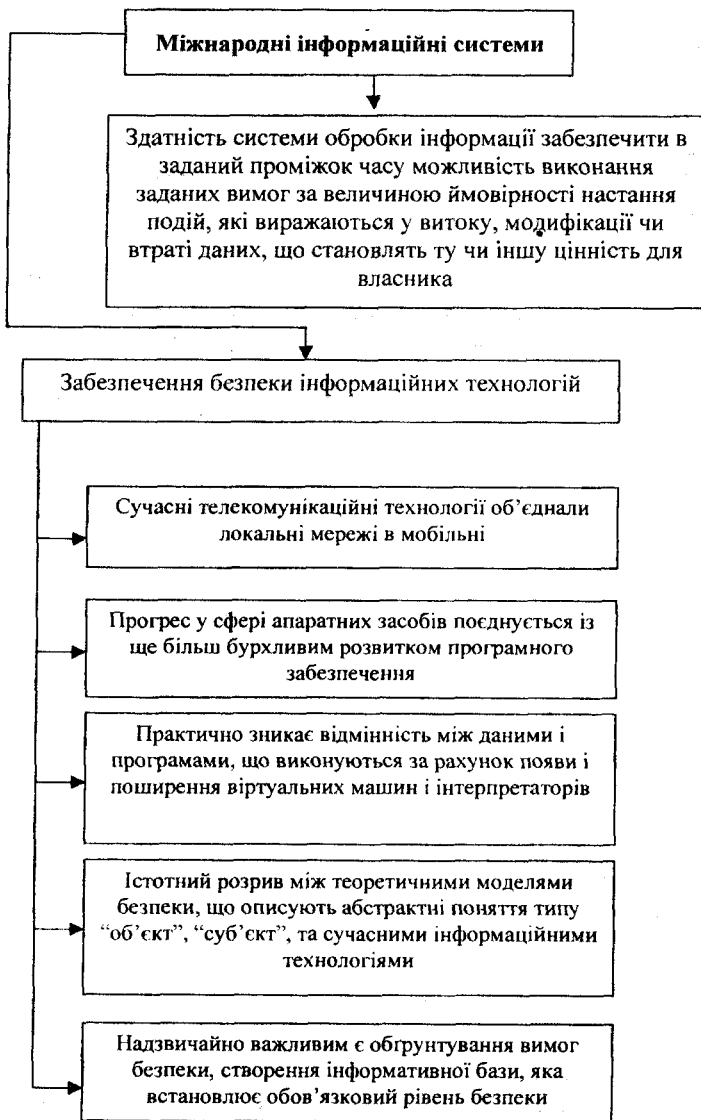 Міжнародні інформаційні системи
Здатність системи обробки інформації забезпечити в
заданий проміжок часу можливість виконання
заданих вимог за величиною ймовірності настання
подій, які виражаються у витоку, модифікації чи
втраті даних, що становлять ту чи іншу цінність для
власника
Забезпечення безпеки інформаційних технологій
Сучасні телекомунікаційні технології об’єднали
локальні мережі в мобільні
Прогрес у сфері апаратних засобів поєднується із
ще більш бурхливим розвитком програмного
забезпечення
Практично зникає відмінність між даними і
програмами, що виконуються за рахунок появи і
поширення віртуальних машин і інтерпретаторів
Істотний розрив між теоретичними моделями
безпеки, що описують абстрактні поняття типу
“об’єкт”, “суб’єкт”, та сучасними інформаційними
технологіями
Надзвичайно важливим є обґрунтування вимог
безпеки, створення інформативної бази, яка
встановлює обов’язковий рівень безпеки